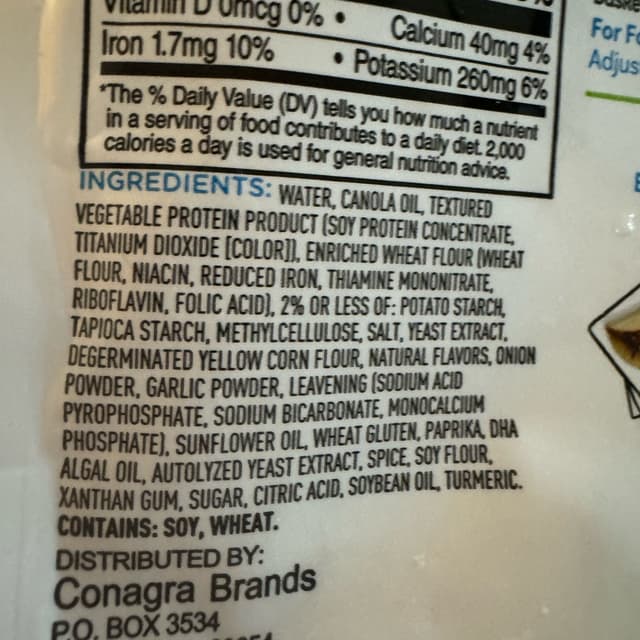 Vitamin D 0mcg 0% • Calcium 40mg 4%
Iron 1.7mg 10% • Potassium 260mg 6%
*The % Daily Value (DV) tells you how much a nutrient
in a serving of food contributes to a daily diet. 2,000
calories a day is used for general nutrition advice.
INGREDIENTS: WATER, CANOLA OIL, TEXTURED
VEGETABLE PROTEIN PRODUCT (SOY PROTEIN CONCENTRATE,
TITANIUM DIOXIDE [COLOR]), ENRICHED WHEAT FLOUR (WHEAT
FLOUR, NIACIN, REDUCED IRON, THIAMINE MONONITRATE,
RIBOFLAVIN, FOLIC ACID), 2% OR LESS OF: POTATO STARCH,
TAPIOCA STARCH, METHYLCELLULOSE, SALT, YEAST EXTRACT,
DEGERMINATED YELLOW CORN FLOUR, NATURAL FLAVORS, ONION
POWDER, GARLIC POWDER, LEAVENING (SODIUM ACID
PYROPHOSPHATE, SODIUM BICARBONATE, MONOCALCIUM
PHOSPHATE), SUNFLOWER OIL, WHEAT GLUTEN, PAPRIKA, DHA
ALGAL OIL, AUTOLYZED YEAST EXTRACT, SPICE, SOY FLOUR,
XANTHAN GUM, SUGAR, CITRIC ACID, SOYBEAN OIL, TURMERIC.
CONTAINS: SOY, WHEAT.
DISTRIBUTED BY:
Conagra Brands
P.O. BOX 3534
For